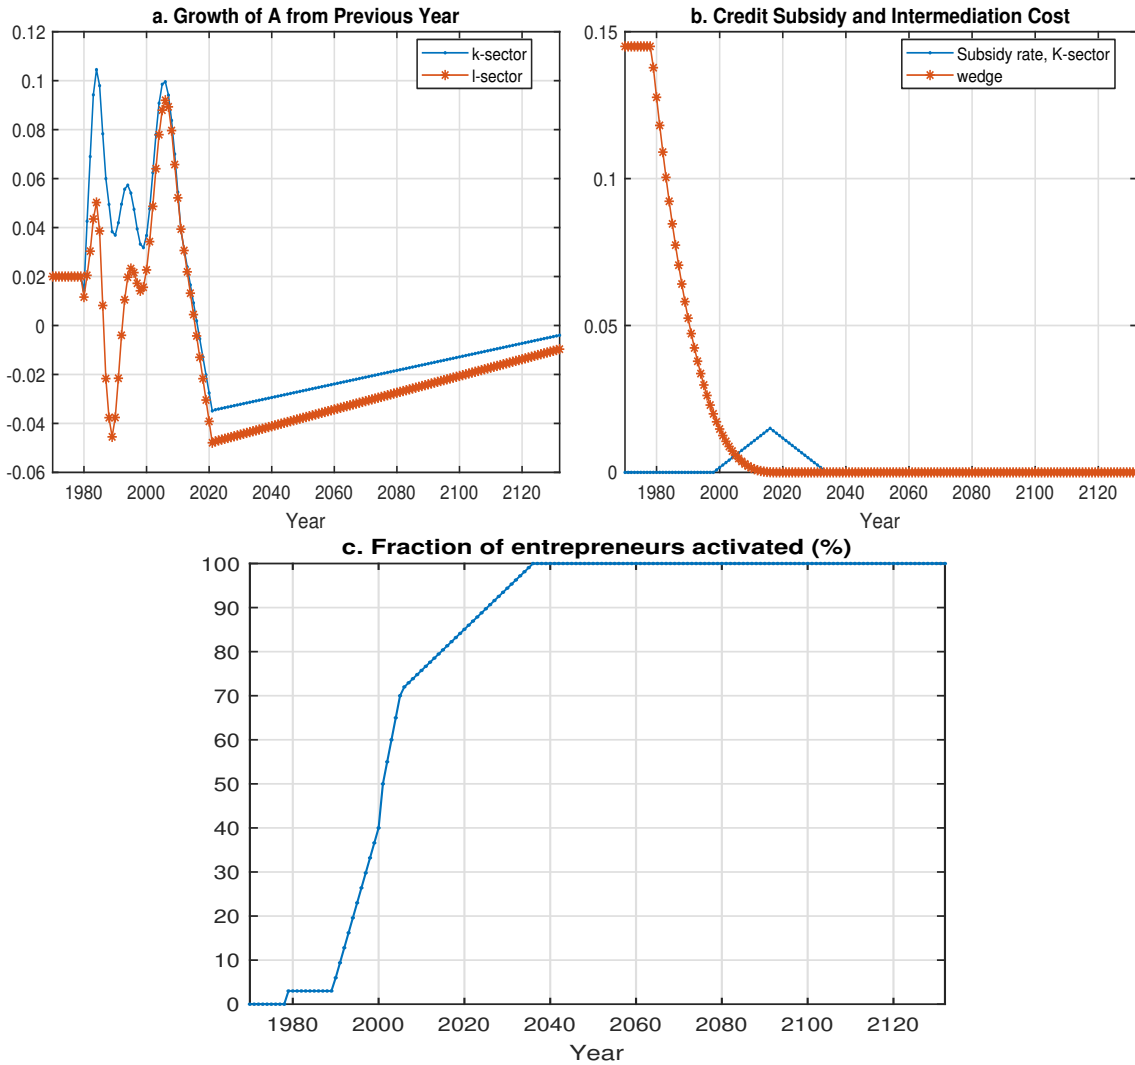 a. Growth of A from Previous Year
0.12
0.1
0.08
0.06
0.04
0.02
0
-0.02
-0.04
-0.06
k-sector
l-sector
1980 2000 2020 2040 2060 2080 2100 2120
Year
b. Credit Subsidy and Intermediation Cost
0.15
0.1
0.05
0
Subsidy rate, K-sector
wedge
1980 2000 2020 2040 2060 2080 2100 2120
Year
c. Fraction of entrepreneurs activated (%)
100
90
80
70
60
50
40
30
20
10
0
1980 2000 2020 2040 2060 2080 2100 2120
Year